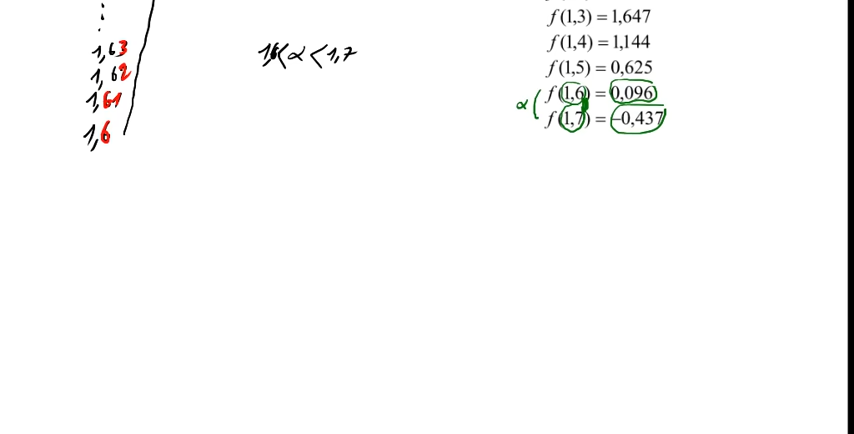 1,63
1,62
1,61
1,6
1,6<α<1,7
f(1,3) = 1,647
f(1,4) = 1,144
f(1,5) = 0,625
α ( f(1,6) = 0,096
f(1,7) = -0,437